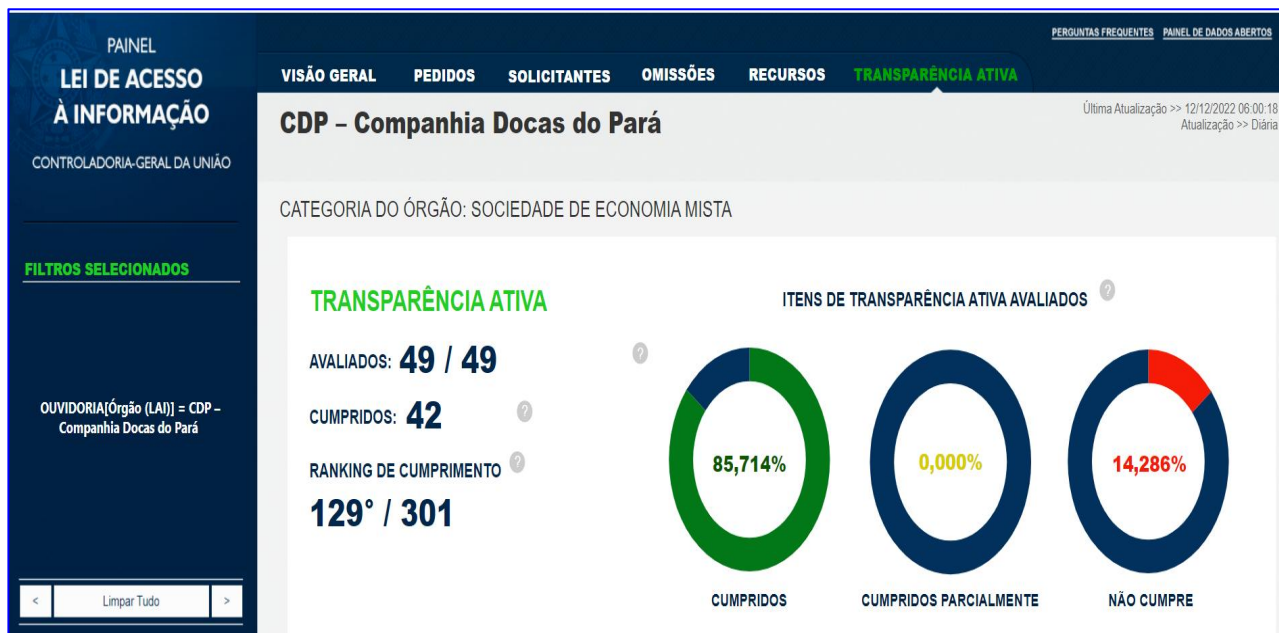 PAINEL
LEI DE ACESSO
À INFORMAÇÃO
CONTROLADORIA-GERAL DA UNIÃO
FILTROS SELECIONADOS
OUVIDORIA[Órgão (LAI)] = CDP –
Companhia Docas do Pará
< Limpar Tudo >
PERGUNTAS FREQUENTES PAINEL DE DADOS ABERTOS
VISÃO GERAL PEDIDOS SOLICITANTES OMISSÕES RECURSOS TRANSPARÊNCIA ATIVA
CDP – Companhia Docas do Pará
Última Atualização >> 12/12/2022 06:00:18
Atualização >> Diária
CATEGORIA DO ÓRGÃO: SOCIEDADE DE ECONOMIA MISTA
TRANSPARÊNCIA ATIVA
AVALIADOS: 49 / 49 ?
CUMPRIDOS: 42 ?
RANKING DE CUMPRIMENTO ?
129° / 301
ITENS DE TRANSPARÊNCIA ATIVA AVALIADOS ?
85,714% 0,000% 14,286%
CUMPRIDOS CUMPRIDOS PARCIALMENTE NÃO CUMPRE